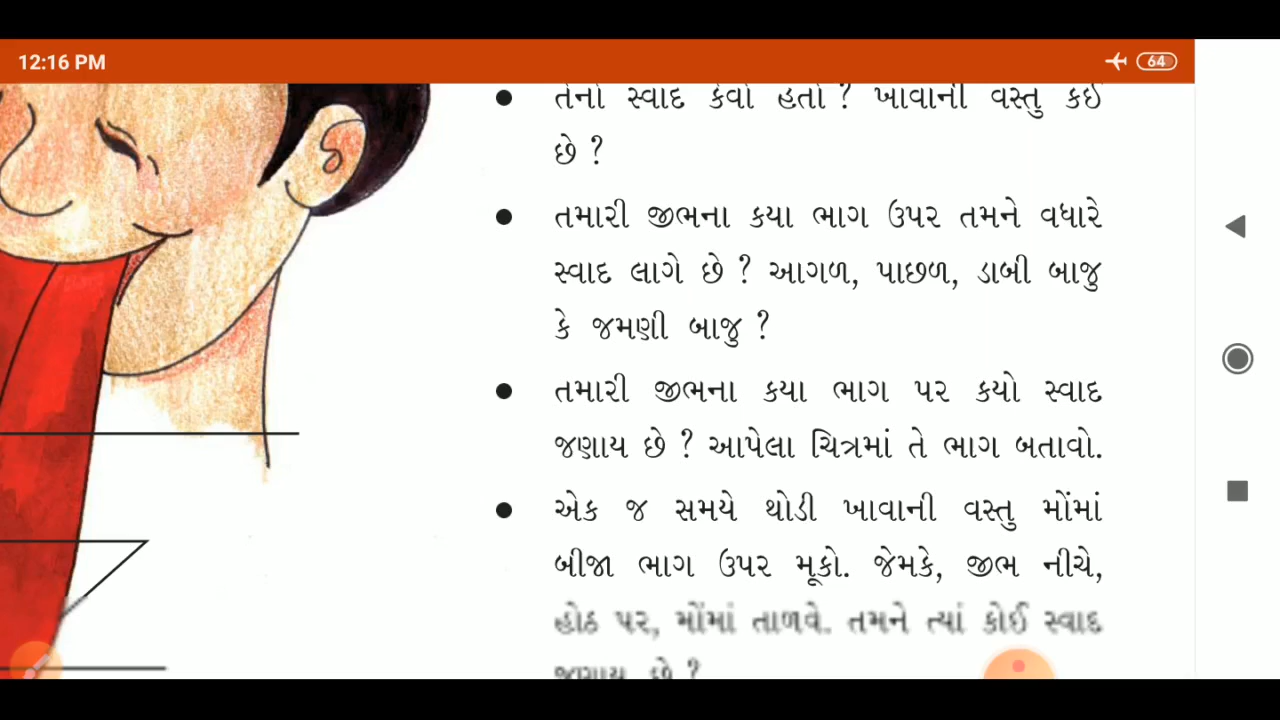 12:16 PM
64
તેનો સ્વાદ કેવો હતો ? ખાવાની વસ્તુ કઈ
છે ?
● તમારી જીભના કયા ભાગ ઉપર તમને વધારે
સ્વાદ લાગે છે ? આગળ, પાછળ, ડાબી બાજુ
કે જમણી બાજુ ?
● તમારી જીભના કયા ભાગ પર કયો સ્વાદ
જણાય છે ? આપેલા ચિત્રમાં તે ભાગ બતાવો.
● એક જ સમયે થોડી ખાવાની વસ્તુ મોંમાં
બીજા ભાગ ઉપર મૂકો. જેમકે, જીભ નીચે,
હોઠ પર, મોંમાં તાળવે. તમને ત્યાં કોઈ સ્વાદ
જણાય છે ?